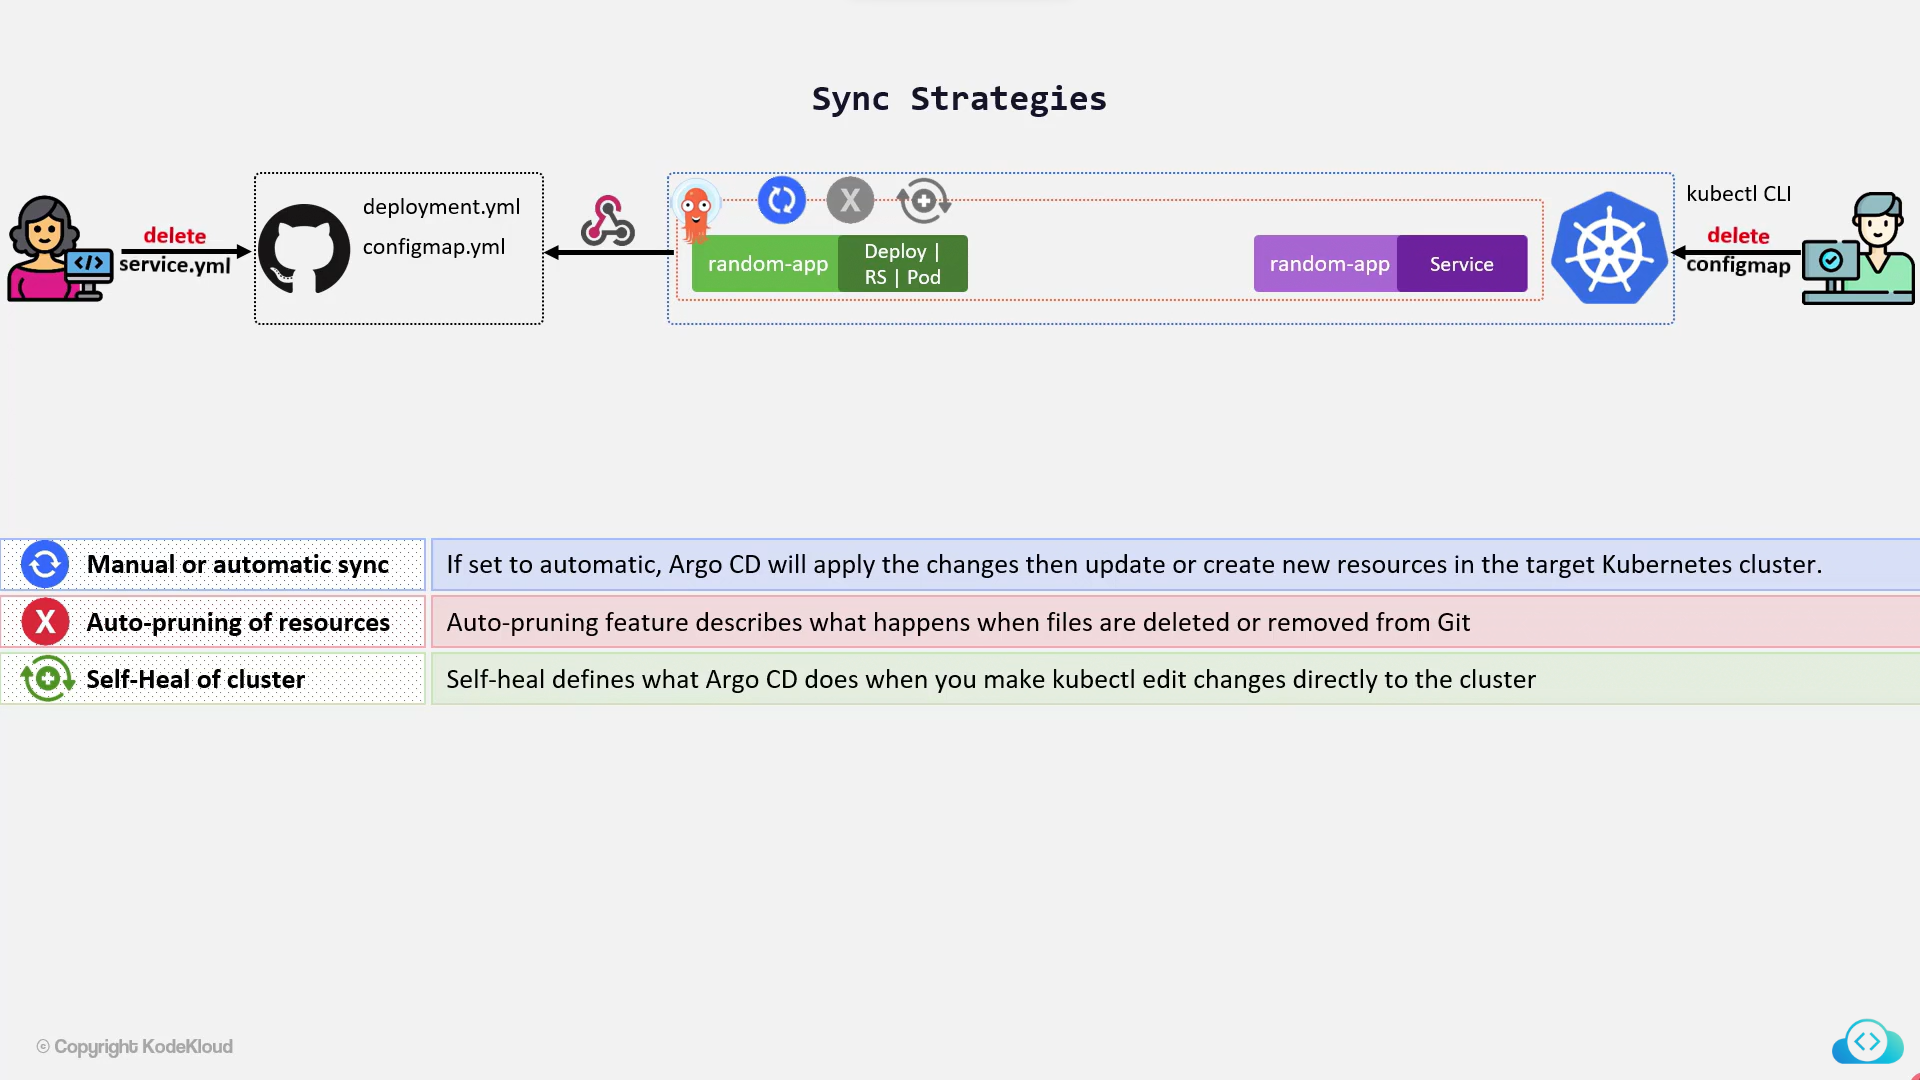 Sync Strategies
delete
service.yml
deployment.yml
configmap.yml
X
random-app
Deploy |
RS | Pod
random-app
Service
kubectl CLI
delete
configmap
</>
Manual or automatic sync
If set to automatic, Argo CD will apply the changes then update or create new resources in the target Kubernetes cluster.
X
Auto-pruning of resources
Auto-pruning feature describes what happens when files are deleted or removed from Git
Self-Heal of cluster
Self-heal defines what Argo CD does when you make kubectl edit changes directly to the cluster
© Copyright KodeKloud